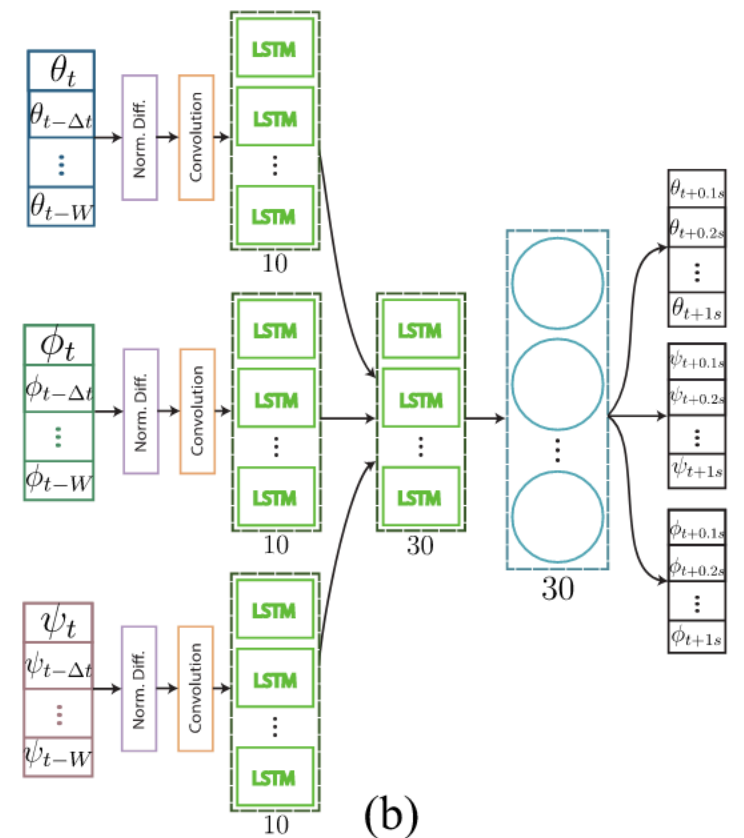 θ_t
θ_{t−Δt}
⋮
θ_{t−W}
Norm. Diff.
Convolution
LSTM
LSTM
⋮
LSTM
10
ϕ_t
ϕ_{t−Δt}
⋮
ϕ_{t−W}
Norm. Diff.
Convolution
LSTM
LSTM
⋮
LSTM
10
ψ_t
ψ_{t−Δt}
⋮
ψ_{t−W}
Norm. Diff.
Convolution
LSTM
LSTM
⋮
LSTM
10
LSTM
LSTM
⋮
LSTM
30
⋮
30
θ_{t+0.1s}
θ_{t+0.2s}
⋮
θ_{t+1s}
ψ_{t+0.1s}
ψ_{t+0.2s}
⋮
ψ_{t+1s}
ϕ_{t+0.1s}
ϕ_{t+0.2s}
⋮
ϕ_{t+1s}
(b)